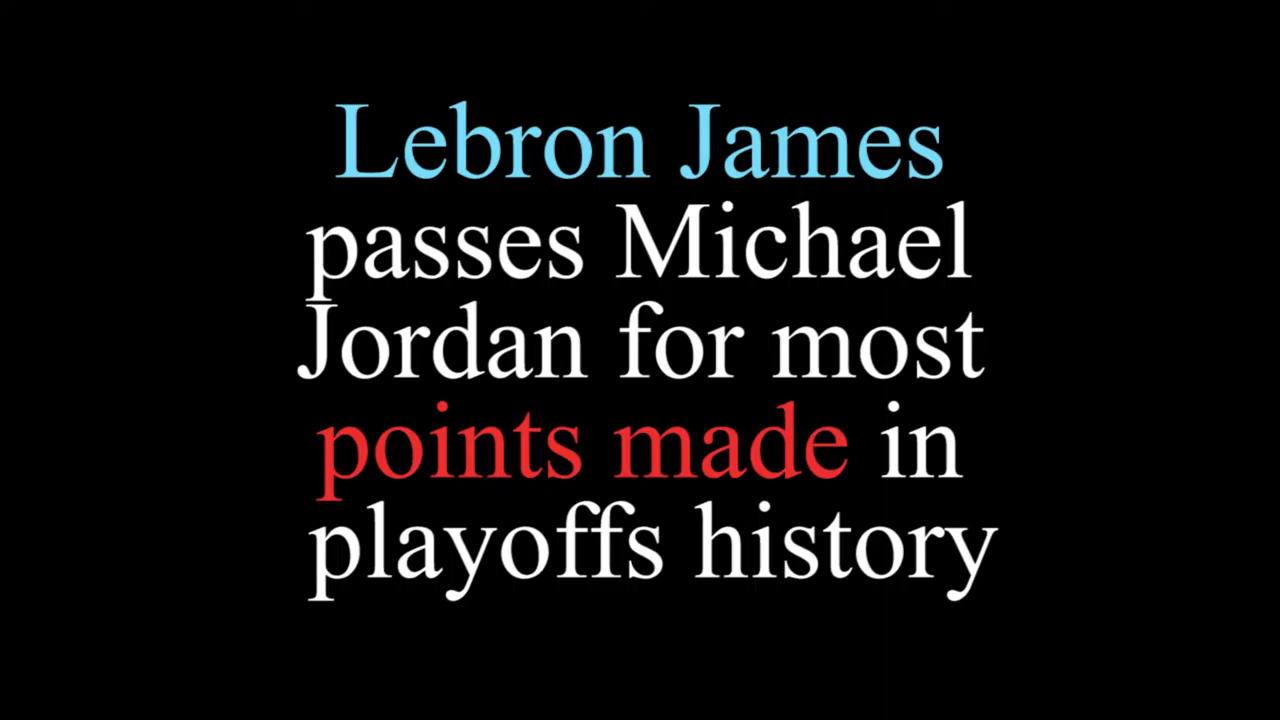 Lebron James
passes Michael
Jordan for most
points made in
playoffs history